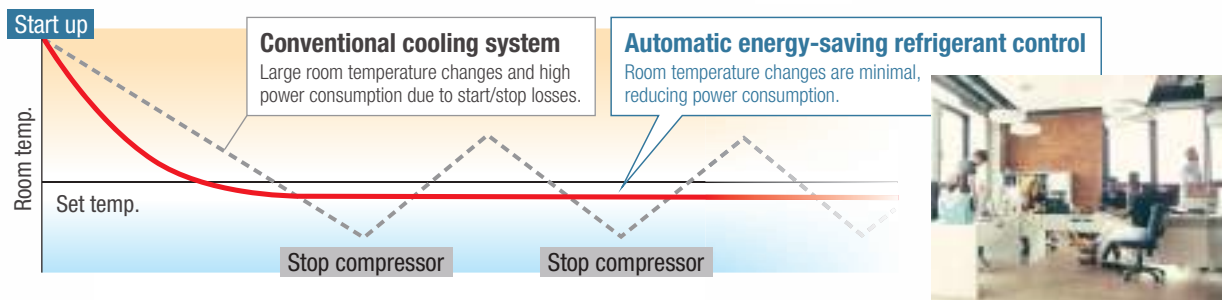 Start up
Conventional cooling system
Large room temperature changes and high
power consumption due to start/stop losses.
Automatic energy-saving refrigerant control
Room temperature changes are minimal,
reducing power consumption.
Room temp.
Set temp.
Stop compressor
Stop compressor